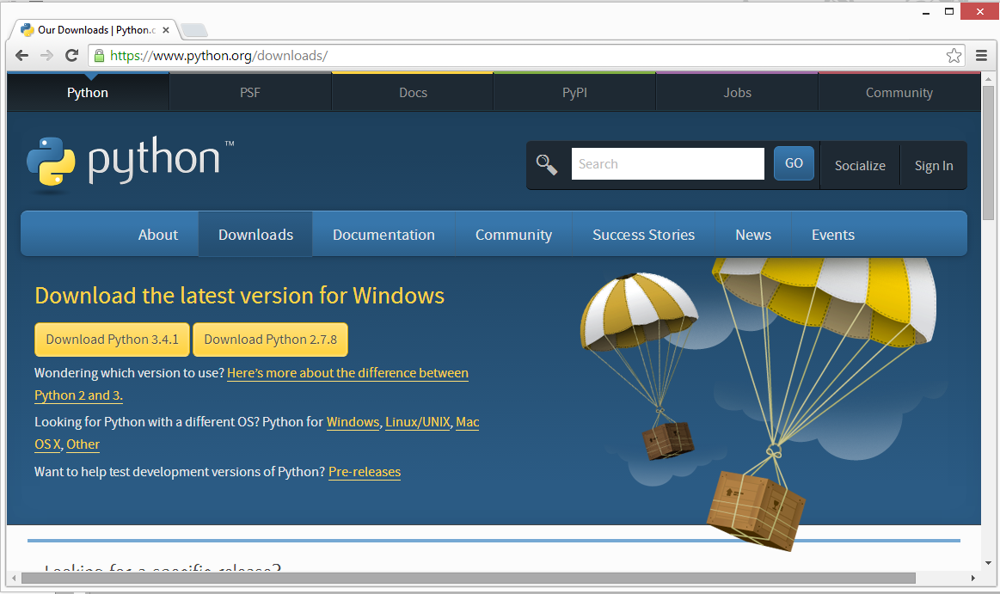 Our Downloads | Python.c
https://www.python.org/downloads/
Python PSF Docs PyPI Jobs Community
python™
Search GO Socialize Sign In
About Downloads Documentation Community Success Stories News Events
Download the latest version for Windows
Download Python 3.4.1 Download Python 2.7.8
Wondering which version to use? Here's more about the difference between
Python 2 and 3.
Looking for Python with a different OS? Python for Windows, Linux/UNIX, Mac
OS X, Other
Want to help test development versions of Python? Pre-releases
Looking for a specific release?